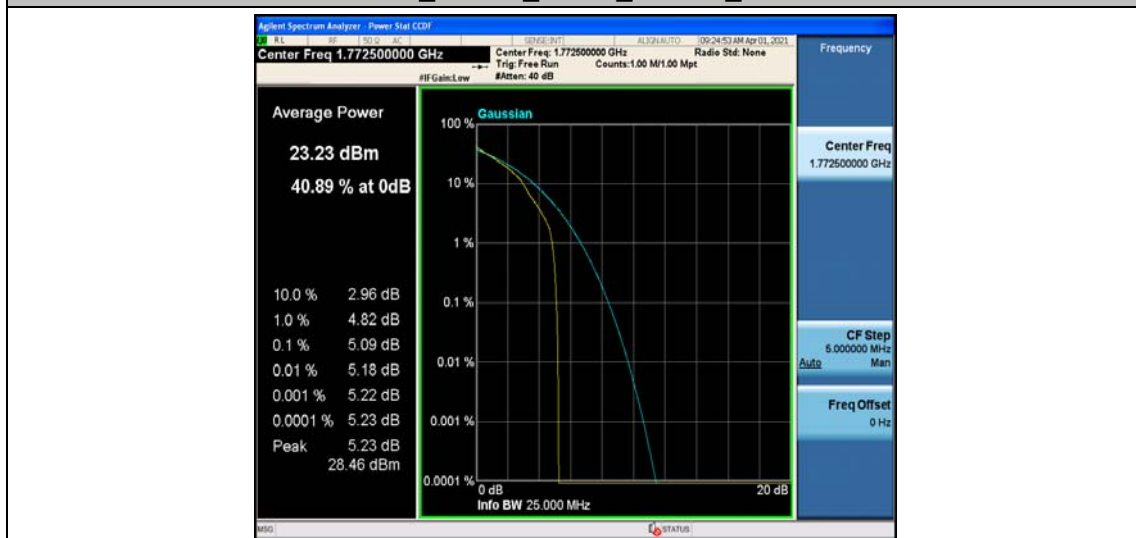 Agilent Spectrum Analyzer - Power Stat CCDF
RL RF 50 Ω AC SENSE:INT ALIGN AUTO 09:24:53 AM Apr 01, 2021
Center Freq 1.772500000 GHz
Center Freq: 1.772500000 GHz Radio Std: None
Trig: Free Run Counts:1.00 M/1.00 Mpt
#IFGain:Low #Atten: 40 dB
Frequency
Average Power
23.23 dBm
40.89 % at 0dB
10.0 % 2.96 dB
1.0 % 4.82 dB
0.1 % 5.09 dB
0.01 % 5.18 dB
0.001 % 5.22 dB
0.0001 % 5.23 dB
Peak 5.23 dB
28.46 dBm
Gaussian
100 %
10 %
1 %
0.1 %
0.01 %
0.001 %
0.0001 %
0 dB 20 dB
Info BW 25.000 MHz
Center Freq
1.772500000 GHz
CF Step
5.000000 MHz
Auto Man
Freq Offset
0 Hz
MSG STATUS